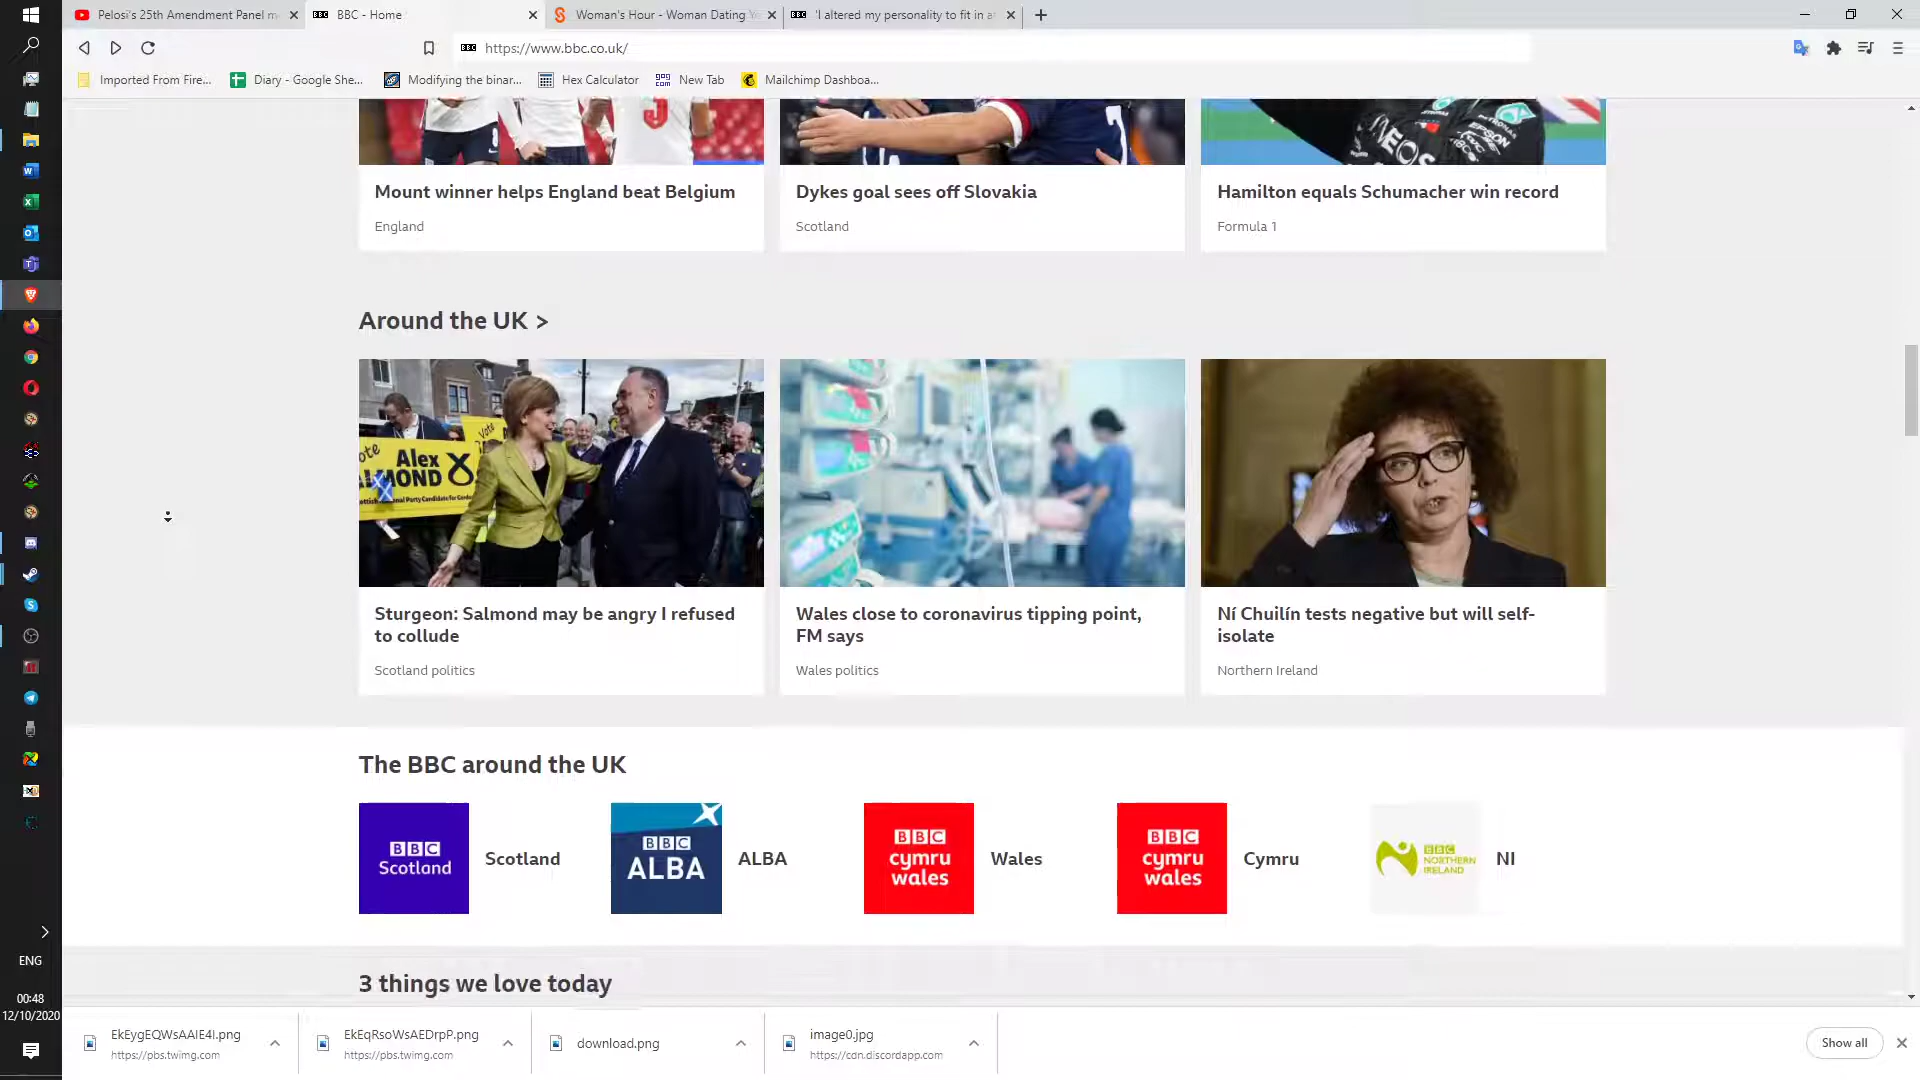 Pelosi's 25th Amendment Panel m
BBC - Home
Woman's Hour - Woman Dating
'I altered my personality to fit in a
https://www.bbc.co.uk/
Imported From Fire...
Diary - Google She...
Modifying the binar...
Hex Calculator
New Tab
Mailchimp Dashboa...
3
7
INEOS
EPSON
Mount winner helps England beat Belgium
England
Dykes goal sees off Slovakia
Scotland
Hamilton equals Schumacher win record
Formula 1
Around the UK >
Vote
Alex
MOND
Sturgeon: Salmond may be angry I refused
to collude
Scotland politics
Wales close to coronavirus tipping point,
FM says
Wales politics
Ní Chuilín tests negative but will self-
isolate
Northern Ireland
The BBC around the UK
BBC
Scotland
Scotland
BBC
ALBA
ALBA
BBC
cymru
wales
Wales
BBC
cymru
wales
Cymru
BBC
NORTHERN
IRELAND
NI
3 things we love today
ENG
00:48
12/10/2020
EkEygEQWsAAIE4I.png
https://pbs.twimg.com
EkEqRsoWsAEDrpP.png
https://pbs.twimg.com
download.png
image0.jpg
https://cdn.discordapp.com
Show all